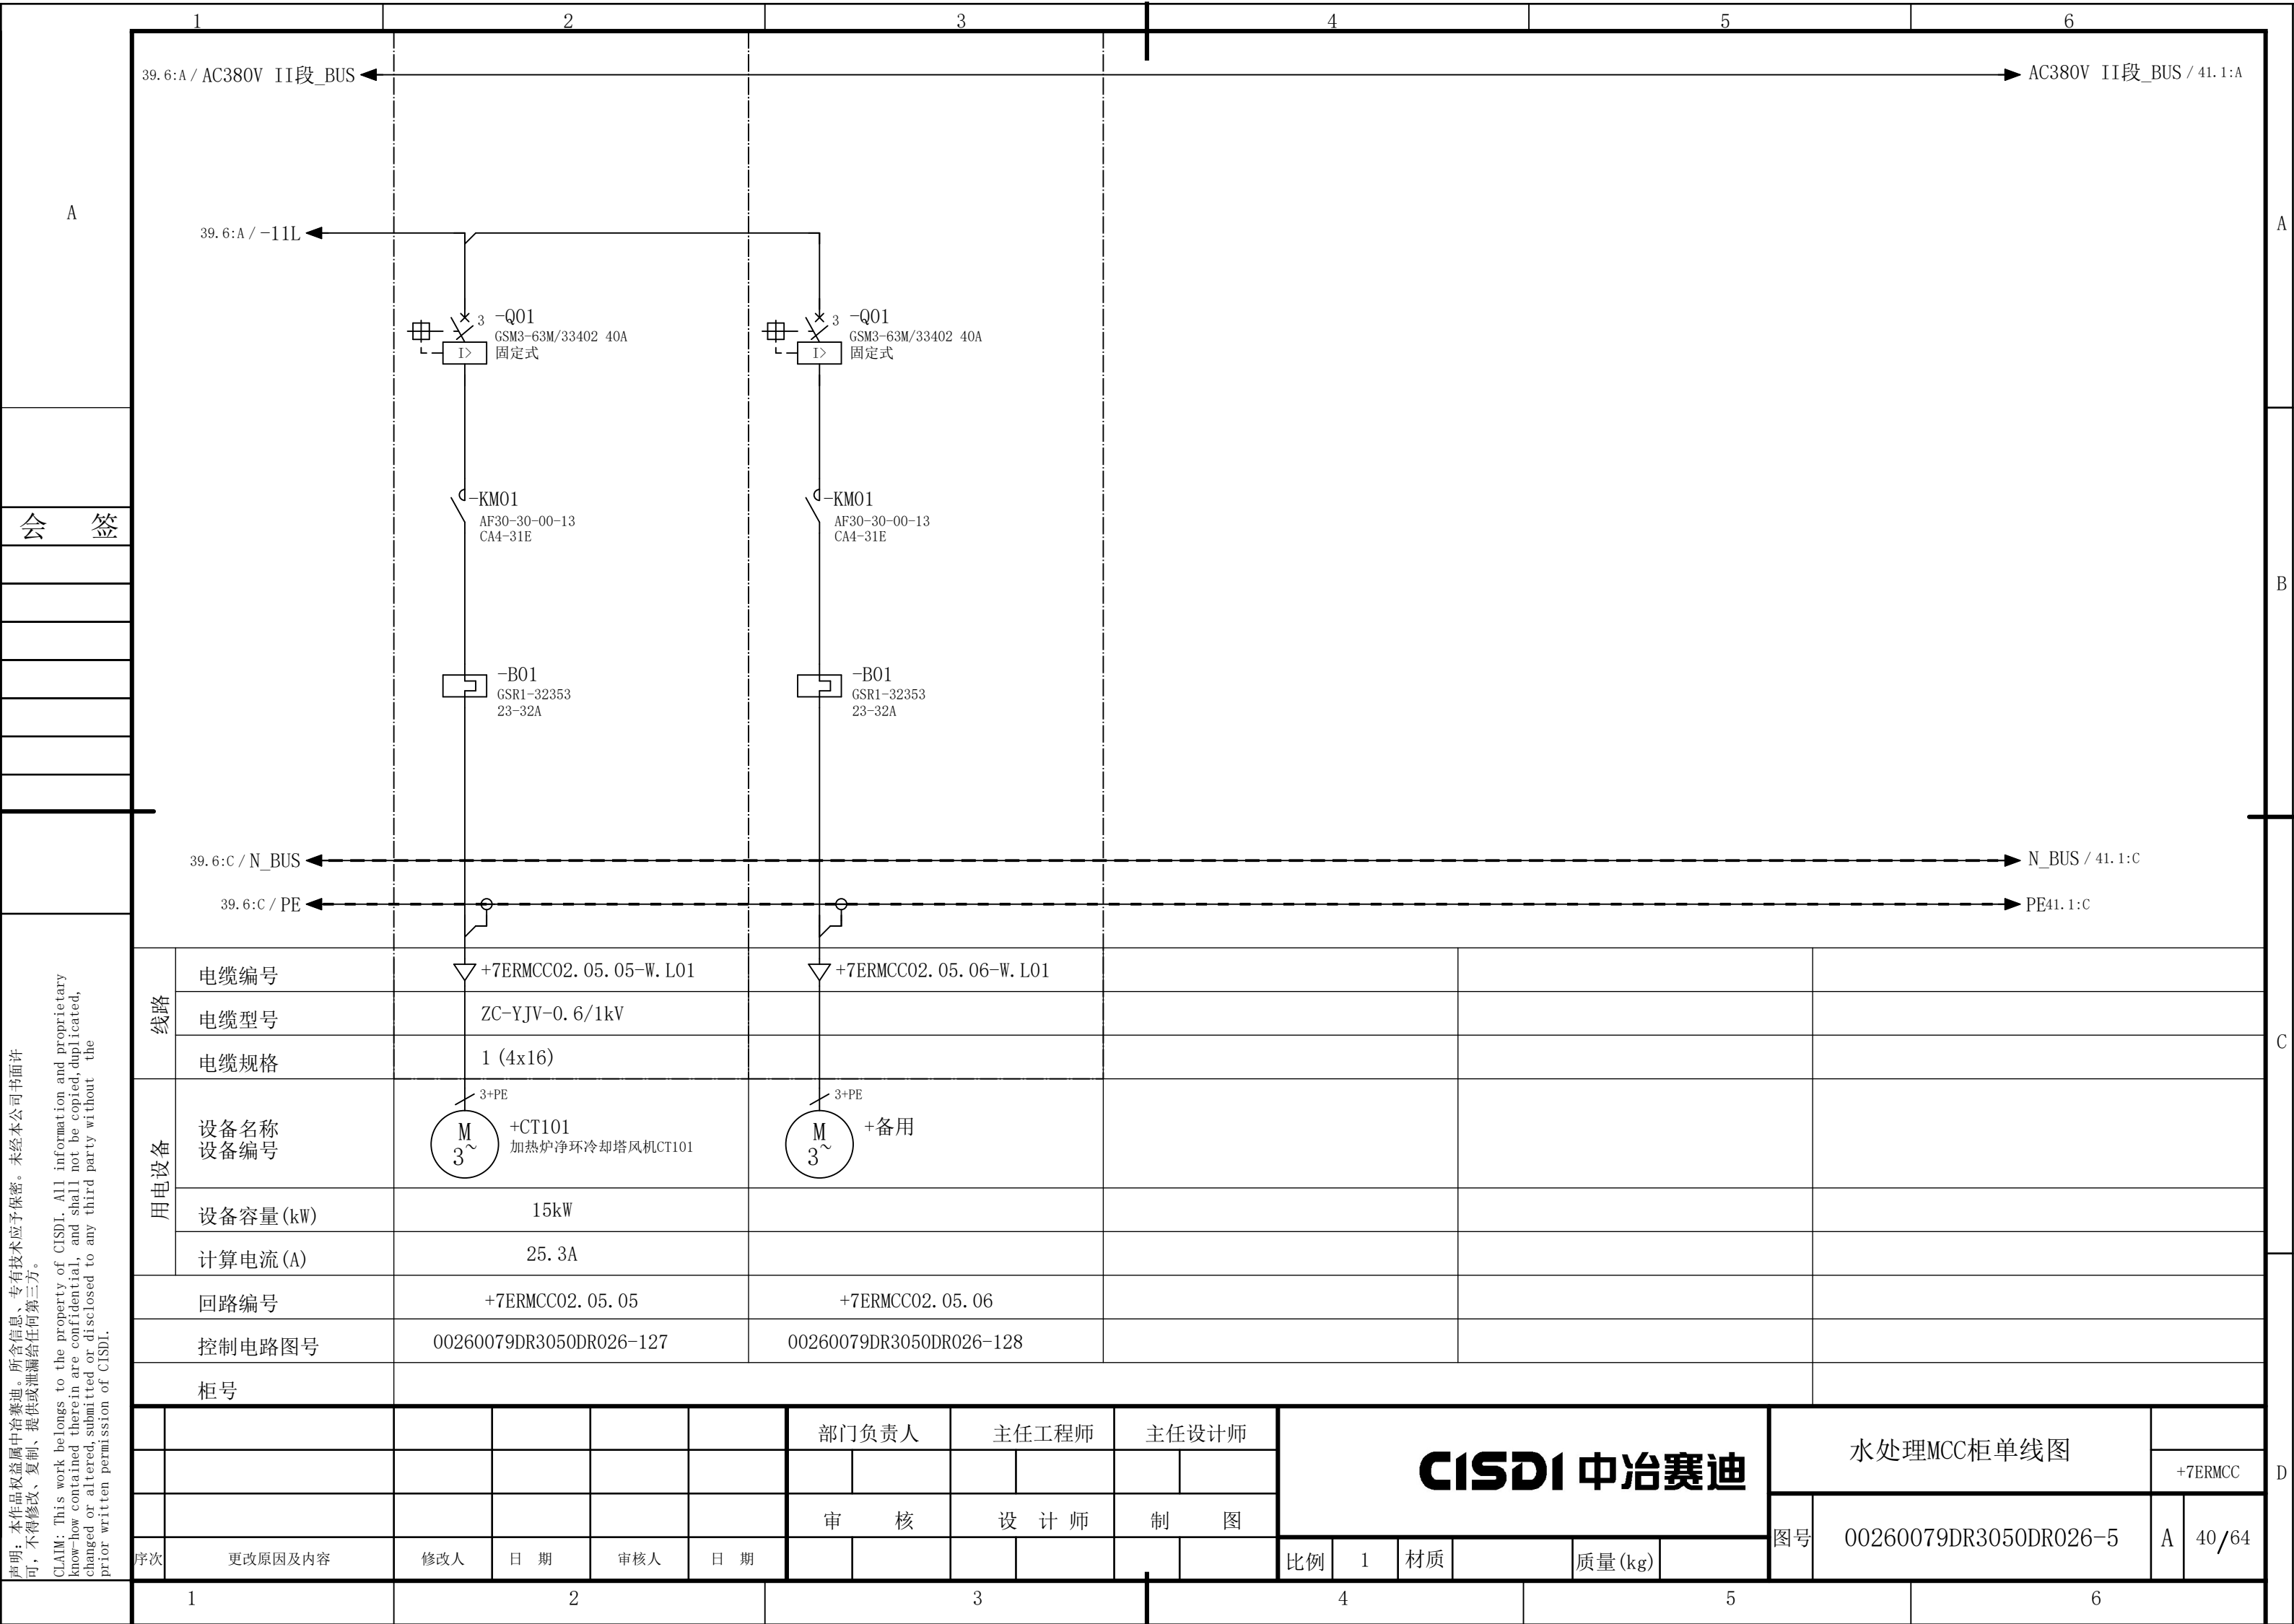 1 2 3 4 5 6
39.6:A / AC380V II段_BUS
AC380V II段_BUS / 41.1:A
A
A
39.6:A / -11L
3 -Q01
GSM3-63M/33402 40A
I> 固定式
3 -Q01
GSM3-63M/33402 40A
I> 固定式
-KM01
AF30-30-00-13
CA4-31E
-KM01
AF30-30-00-13
CA4-31E
会 签
B
-B01
GSR1-32353
23-32A
-B01
GSR1-32353
23-32A
39.6:C / N_BUS
N_BUS / 41.1:C
39.6:C / PE
PE41.1:C
线路
电缆编号 +7ERMCC02.05.05-W.L01 +7ERMCC02.05.06-W.L01
电缆型号 ZC-YJV-0.6/1kV
电缆规格 1 (4x16)
C
用电设备
设备名称
设备编号
3+PE
M
3~
+CT101
加热炉净环冷却塔风机CT101
3+PE
M
3~
+备用
设备容量(kW) 15kW
计算电流(A) 25.3A
回路编号 +7ERMCC02.05.05 +7ERMCC02.05.06
控制电路图号 00260079DR3050DR026-127 00260079DR3050DR026-128
柜号
部门负责人 主任工程师 主任设计师
审 核 设 计 师 制 图
序次 更改原因及内容 修改人 日 期 审核人 日 期
CISDI 中冶赛迪
比例 1 材质 质量(kg)
水处理MCC柜单线图
+7ERMCC
图号 00260079DR3050DR026-5 A 40/64
D
1 2 3 4 5 6
声明: 本作品权益属中冶赛迪。所含信息、专有技术应予保密。未经本公司书面许
可, 不得修改、复制、提供或泄漏给任何第三方。
CLAIM: This work belongs to the property of CISDI. All information and proprietary
know-how contained therein are confidential, and shall not be copied,duplicated,
changed or altered,submitted or disclosed to any third party without the
prior written permission of CISDI.